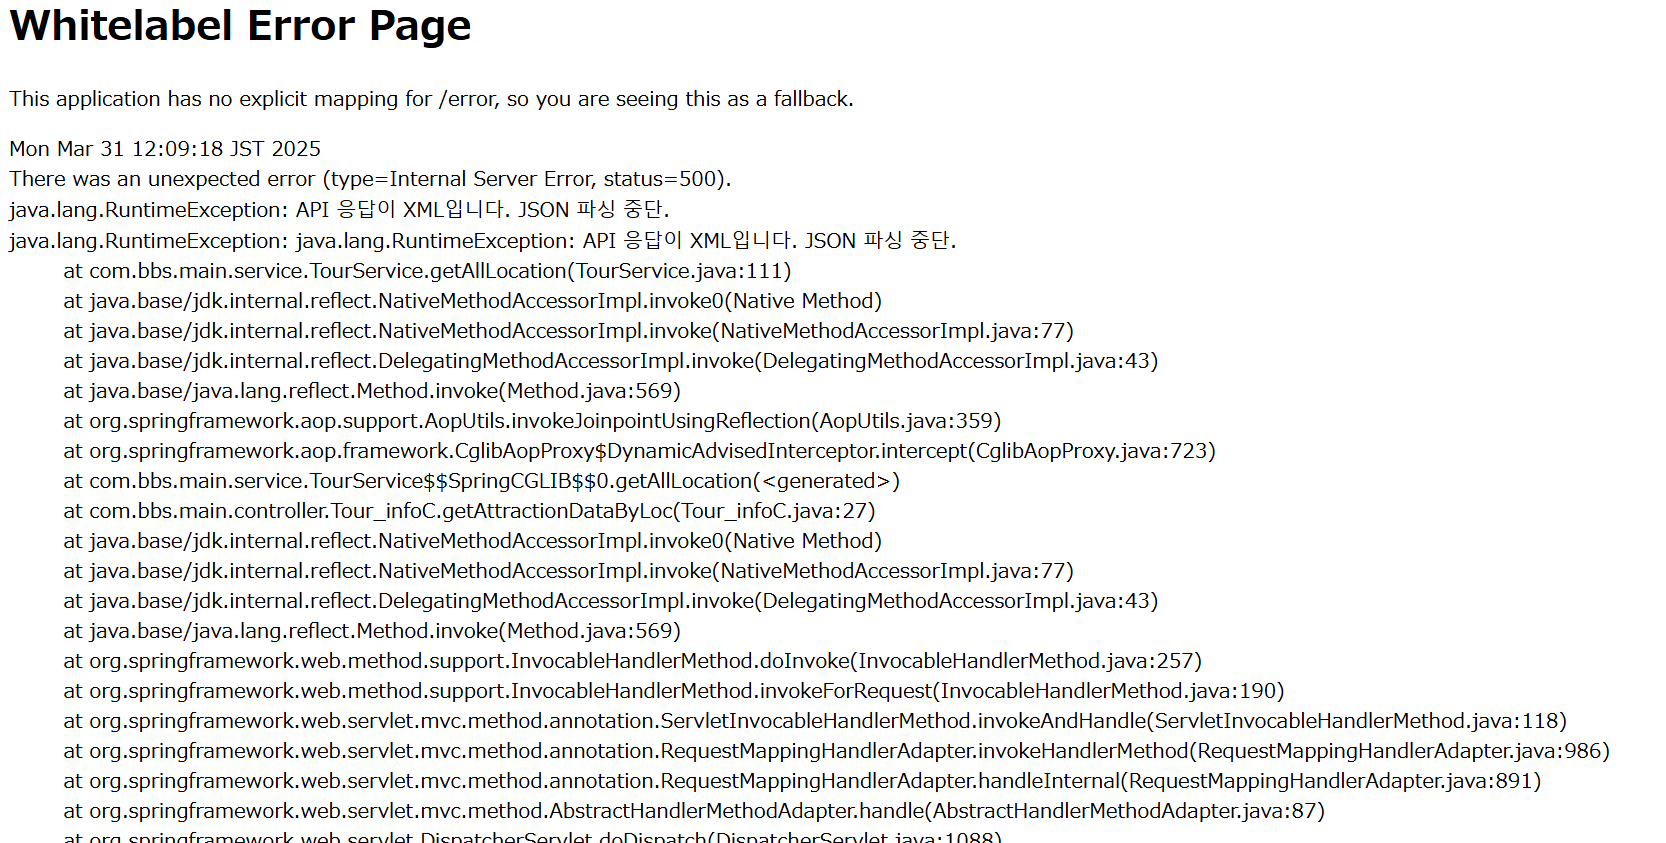 Whitelabel Error Page
This application has no explicit mapping for /error, so you are seeing this as a fallback.
Mon Mar 31 12:09:18 JST 2025
There was an unexpected error (type=Internal Server Error, status=500).
java.lang.RuntimeException: API 응답이 XML입니다. JSON 파싱 중단.
java.lang.RuntimeException: java.lang.RuntimeException: API 응답이 XML입니다. JSON 파싱 중단.
at com.bbs.main.service.TourService.getAllLocation(TourService.java:111)
at java.base/jdk.internal.reflect.NativeMethodAccessorImpl.invoke0(Native Method)
at java.base/jdk.internal.reflect.NativeMethodAccessorImpl.invoke(NativeMethodAccessorImpl.java:77)
at java.base/jdk.internal.reflect.DelegatingMethodAccessorImpl.invoke(DelegatingMethodAccessorImpl.java:43)
at java.base/java.lang.reflect.Method.invoke(Method.java:569)
at org.springframework.aop.support.AopUtils.invokeJoinpointUsingReflection(AopUtils.java:359)
at org.springframework.aop.framework.CglibAopProxy$DynamicAdvisedInterceptor.intercept(CglibAopProxy.java:723)
at com.bbs.main.service.TourService$$SpringCGLIB$$0.getAllLocation(<generated>)
at com.bbs.main.controller.Tour_infoC.getAttractionDataByLoc(Tour_infoC.java:27)
at java.base/jdk.internal.reflect.NativeMethodAccessorImpl.invoke0(Native Method)
at java.base/jdk.internal.reflect.NativeMethodAccessorImpl.invoke(NativeMethodAccessorImpl.java:77)
at java.base/jdk.internal.reflect.DelegatingMethodAccessorImpl.invoke(DelegatingMethodAccessorImpl.java:43)
at java.base/java.lang.reflect.Method.invoke(Method.java:569)
at org.springframework.web.method.support.InvocableHandlerMethod.doInvoke(InvocableHandlerMethod.java:257)
at org.springframework.web.method.support.InvocableHandlerMethod.invokeForRequest(InvocableHandlerMethod.java:190)
at org.springframework.web.servlet.mvc.method.annotation.ServletInvocableHandlerMethod.invokeAndHandle(ServletInvocableHandlerMethod.java:118)
at org.springframework.web.servlet.mvc.method.annotation.RequestMappingHandlerAdapter.invokeHandlerMethod(RequestMappingHandlerAdapter.java:986)
at org.springframework.web.servlet.mvc.method.annotation.RequestMappingHandlerAdapter.handleInternal(RequestMappingHandlerAdapter.java:891)
at org.springframework.web.servlet.mvc.method.AbstractHandlerMethodAdapter.handle(AbstractHandlerMethodAdapter.java:87)
at org.springframework.web.servlet.DispatcherServlet.doDispatch(DispatcherServlet.java:1088)